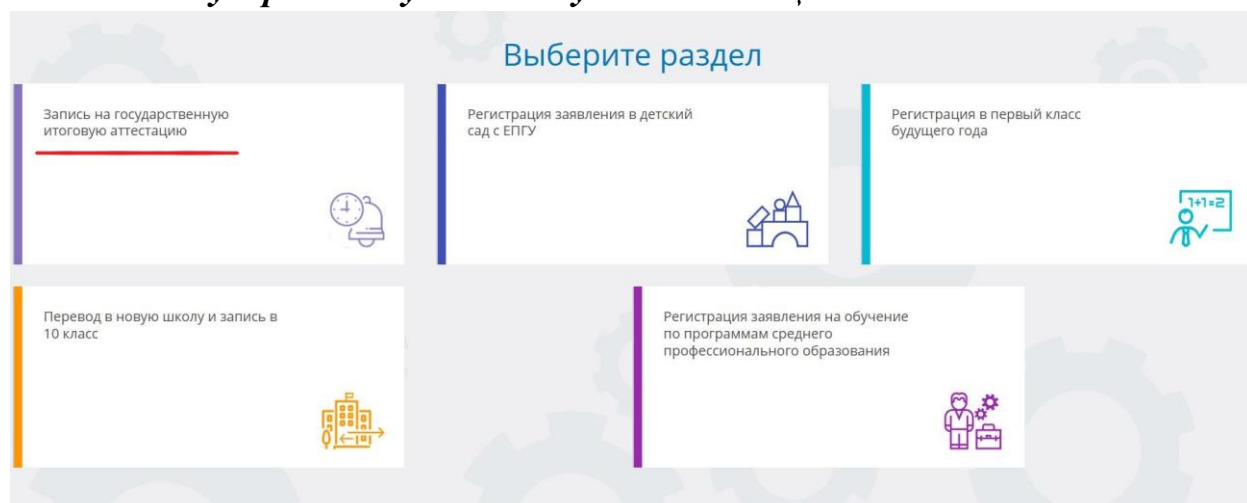 Выберите раздел
Запись на государственную
итоговую аттестацию
Регистрация заявления в детский
сад с ЕПГУ
Регистрация в первый класс
будущего года
1+1=2
Перевод в новую школу и запись в
10 класс
Регистрация заявления на обучение
по программам среднего
профессионального образования